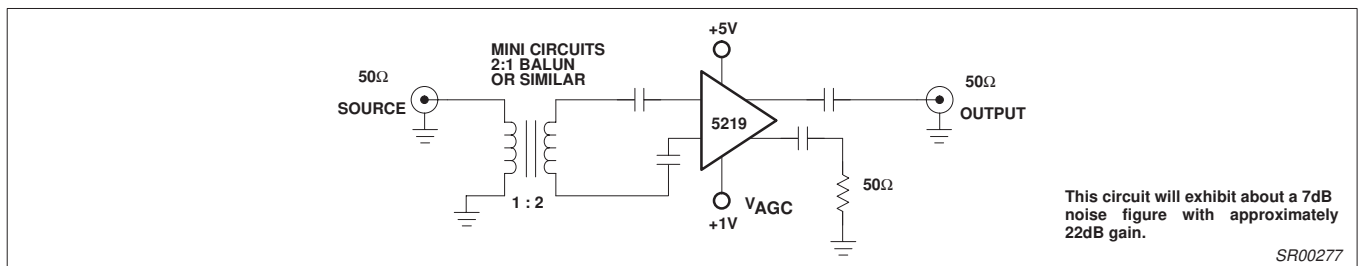 +5V
MINI CIRCUITS
2:1 BALUN
OR SIMILAR
50Ω
50Ω
SOURCE
5219
OUTPUT
50Ω
1 : 2
VAGC
+1V
This circuit will exhibit about a 7dB
noise figure with approximately
22dB gain.
SR00277